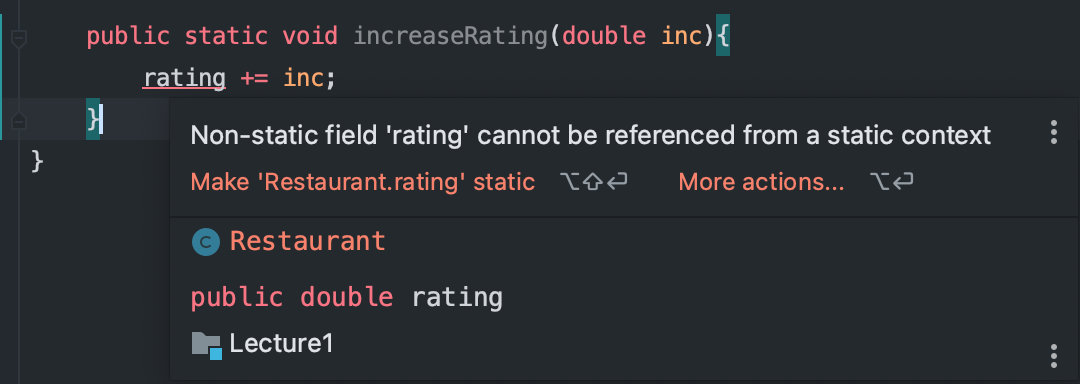 public static void increaseRating(double inc){
rating += inc;
}
}
Non-static field 'rating' cannot be referenced from a static context
Make 'Restaurant.rating' static ⌥⇧⏎ More actions... ⌥⏎
C Restaurant
public double rating
Lecture1